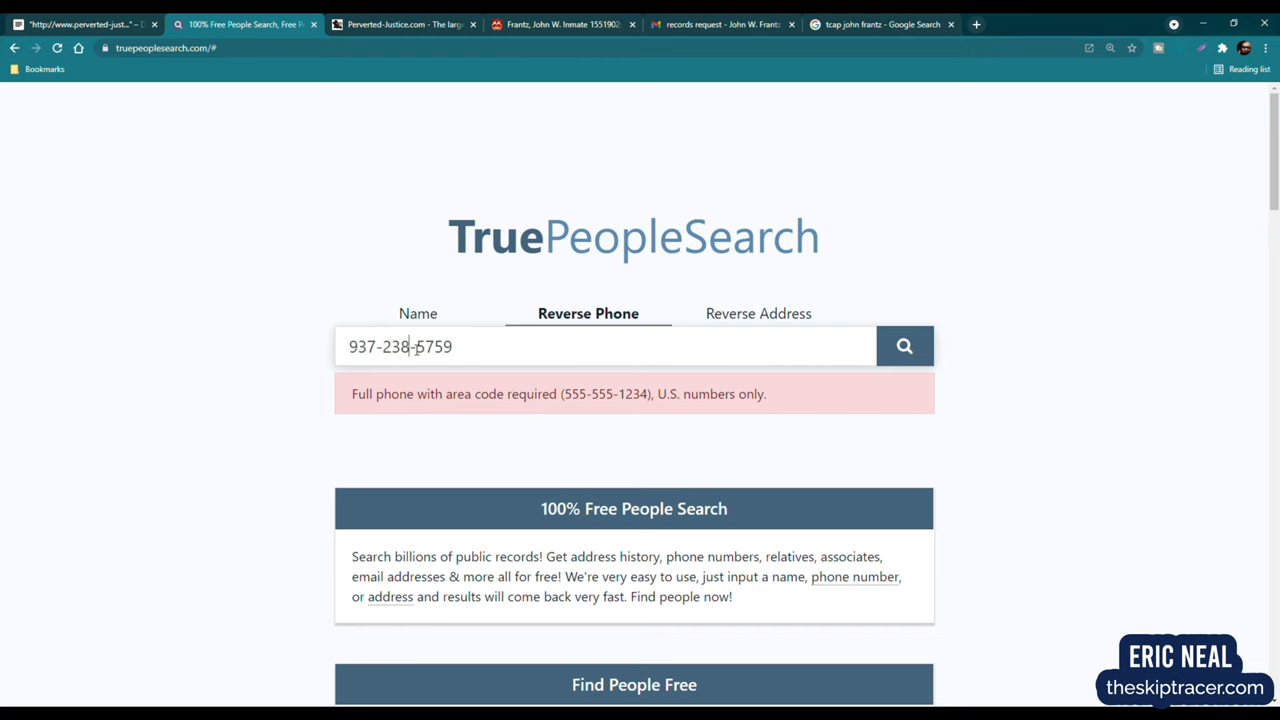 "http://www.perverted-just..." – D
100% Free People Search, Free P
Perverted-Justice.com - The larg
Frantz, John W. Inmate 1551902
records request - John W. Frantz
tcap john frantz - Google Search
truepeoplesearch.com/#
Bookmarks
Reading list
TruePeopleSearch
Name
Reverse Phone
Reverse Address
937-238-5759
Full phone with area code required (555-555-1234), U.S. numbers only.
100% Free People Search
Search billions of public records! Get address history, phone numbers, relatives, associates,
email addresses & more all for free! We're very easy to use, just input a name, phone number,
or address and results will come back very fast. Find people now!
Find People Free
ERIC NEAL
theskiptracer.com